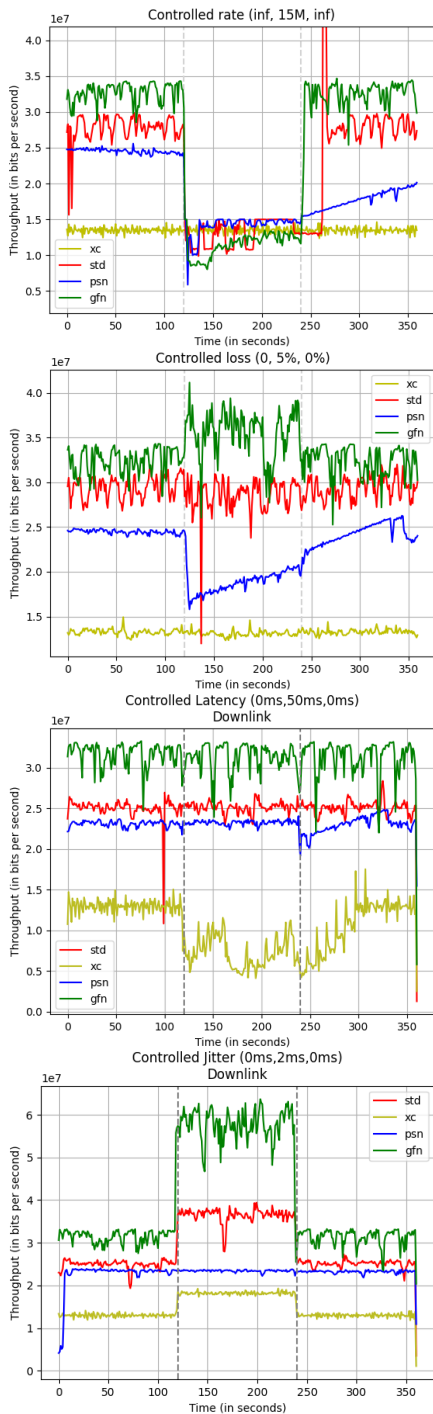 Controlled rate (inf, 15M, inf)
1e7
Throughput (in bits per second)
4.0
3.5
3.0
2.5
2.0
1.5
1.0
0.5
xc
std
psn
gfn
0 50 100 150 200 250 300 350
Time (in seconds)
Controlled loss (0, 5%, 0%)
1e7
Throughput (in bits per second)
4.0
3.5
3.0
2.5
2.0
1.5
xc
std
psn
gfn
0 50 100 150 200 250 300 350
Time (in seconds)
Controlled Latency (0ms,50ms,0ms)
Downlink
1e7
Throughput (in bits per second)
3.0
2.5
2.0
1.5
1.0
0.5
0.0
std
xc
psn
gfn
0 50 100 150 200 250 300 350
Time (in seconds)
Controlled Jitter (0ms,2ms,0ms)
Downlink
1e7
Throughput (in bits per second)
6
5
4
3
2
1
0
std
xc
psn
gfn
0 50 100 150 200 250 300 350
Time (in seconds)